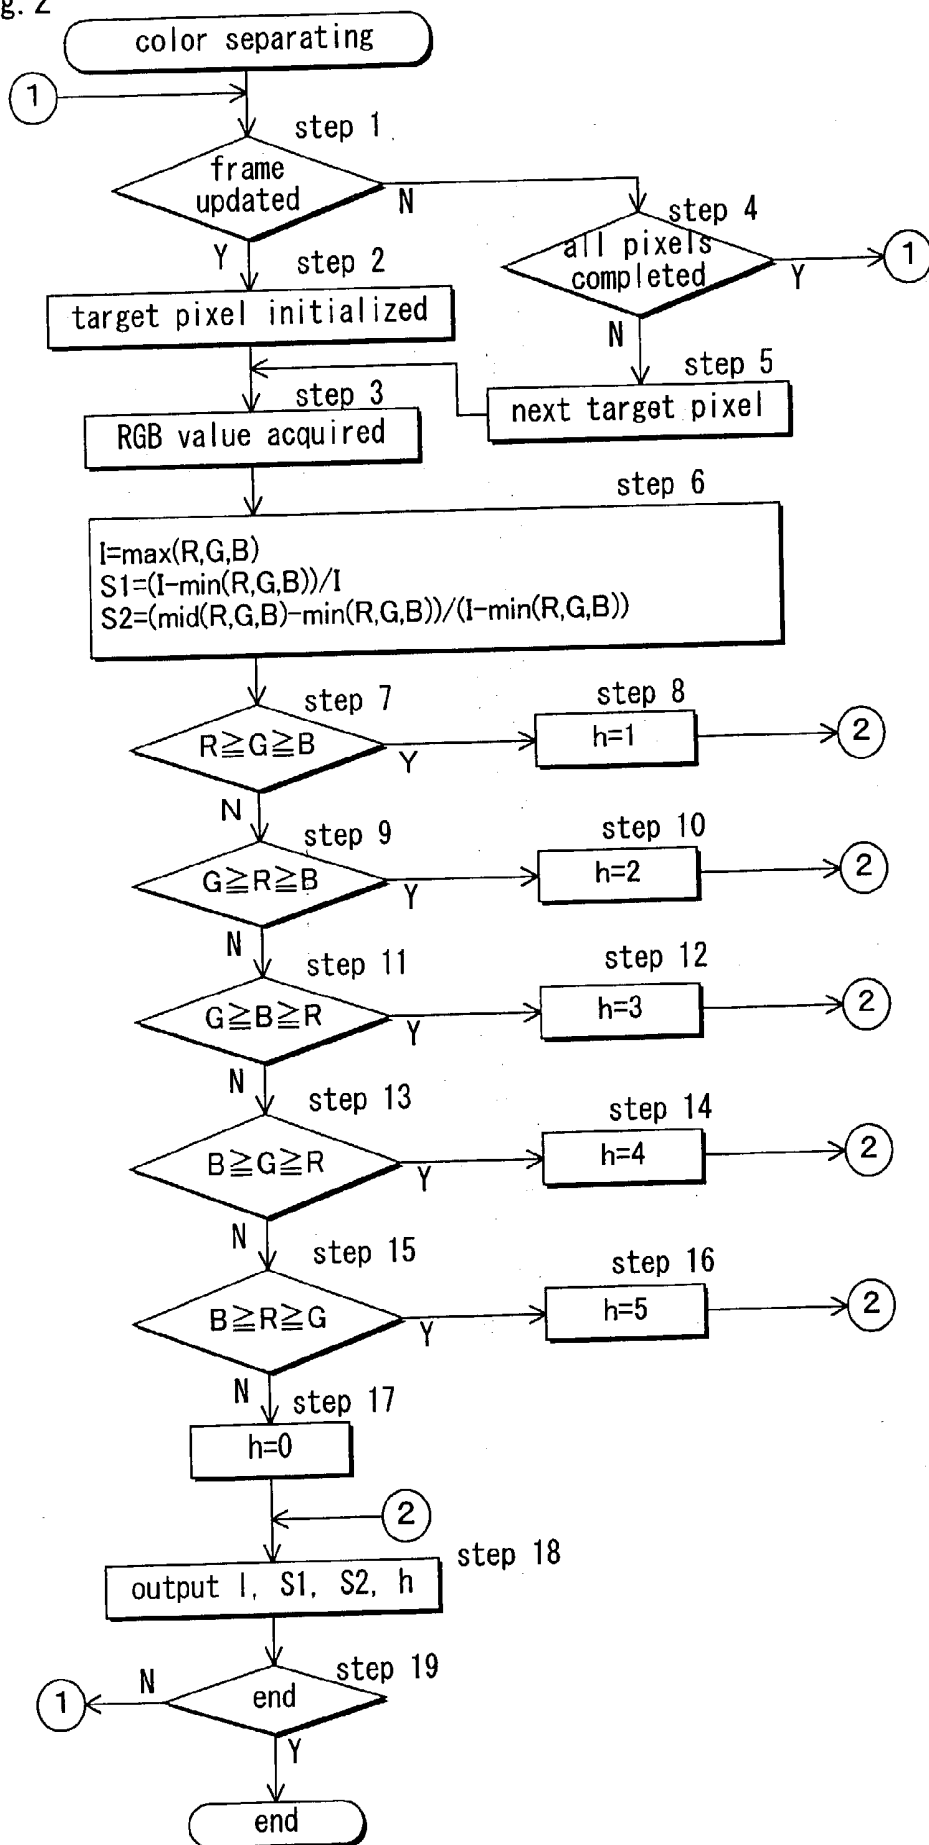 g. 2
color separating
1
step 1
frame
updated
N
Y
step 4
all pixels
completed
Y
1
N
step 2
target pixel initialized
step 5
next target pixel
step 3
RGB value acquired
step 6
I=max(R,G,B)
S1=(I-min(R,G,B))/I
S2=(mid(R,G,B)-min(R,G,B))/(I-min(R,G,B))
step 7
R≧G≧B
Y
N
step 8
h=1
2
step 9
G≧R≧B
Y
N
step 10
h=2
2
step 11
G≧B≧R
Y
N
step 12
h=3
2
step 13
B≧G≧R
Y
N
step 14
h=4
2
step 15
B≧R≧G
Y
N
step 16
h=5
2
step 17
h=0
2
step 18
output I, S1, S2, h
step 19
end
N
1
Y
end